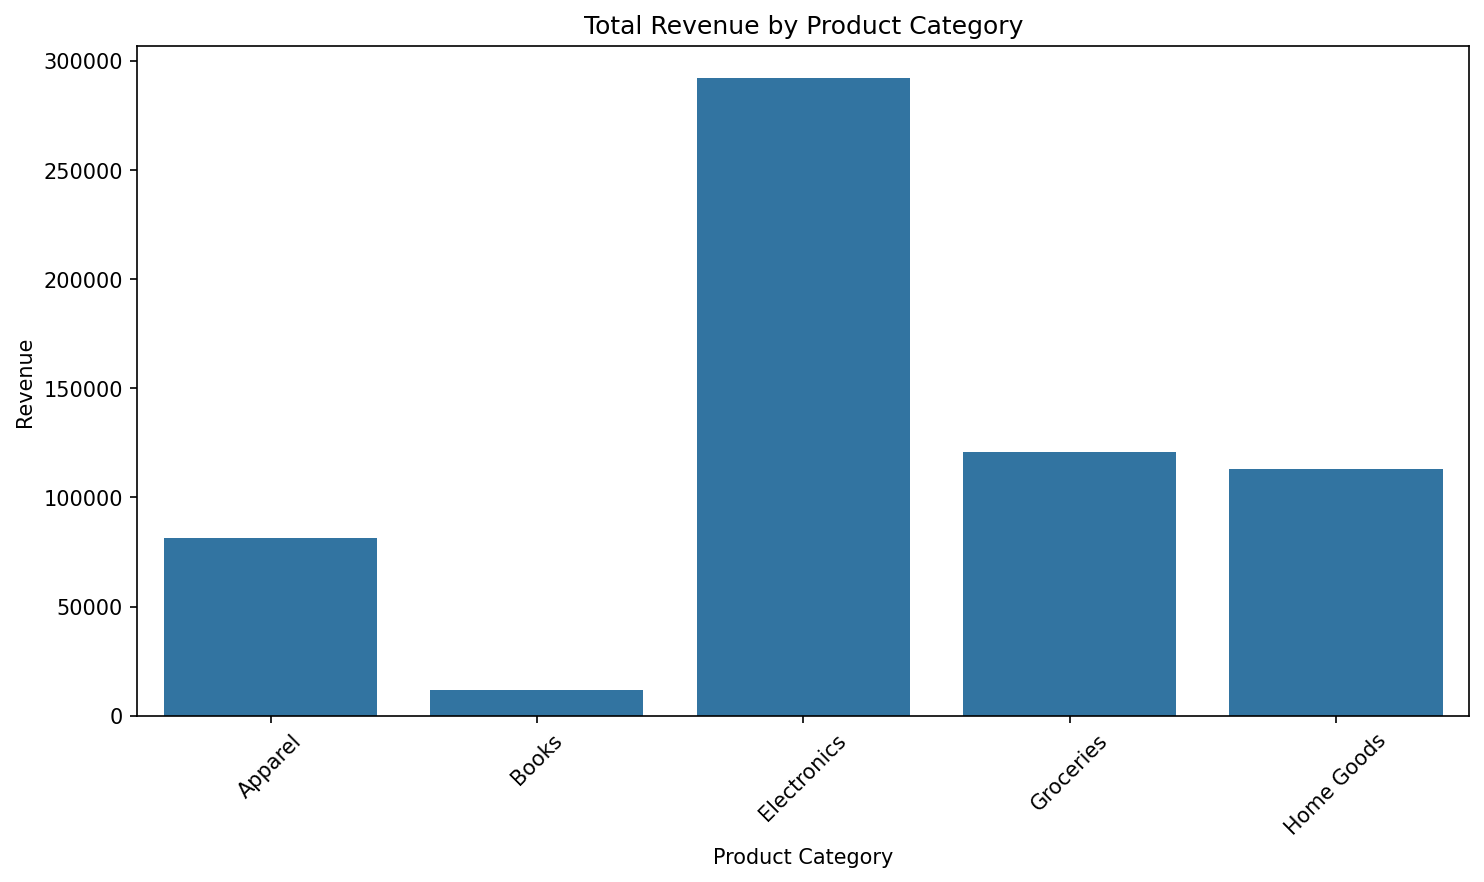 Total Revenue by Product Category
Revenue
300000
250000
200000
150000
100000
50000
0
Apparel
Books
Electronics
Groceries
Home Goods
Product Category